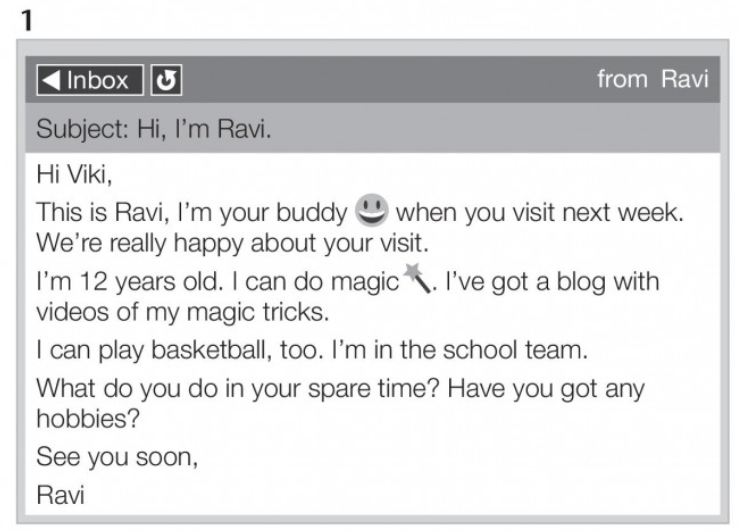 1
Inbox
from Ravi
Subject: Hi, I'm Ravi.
Hi Viki,
This is Ravi, I'm your buddy when you visit next week.
We're really happy about your visit.
I'm 12 years old. I can do magic. I've got a blog with
videos of my magic tricks.
I can play basketball, too. I'm in the school team.
What do you do in your spare time? Have you got any
hobbies?
See you soon,
Ravi